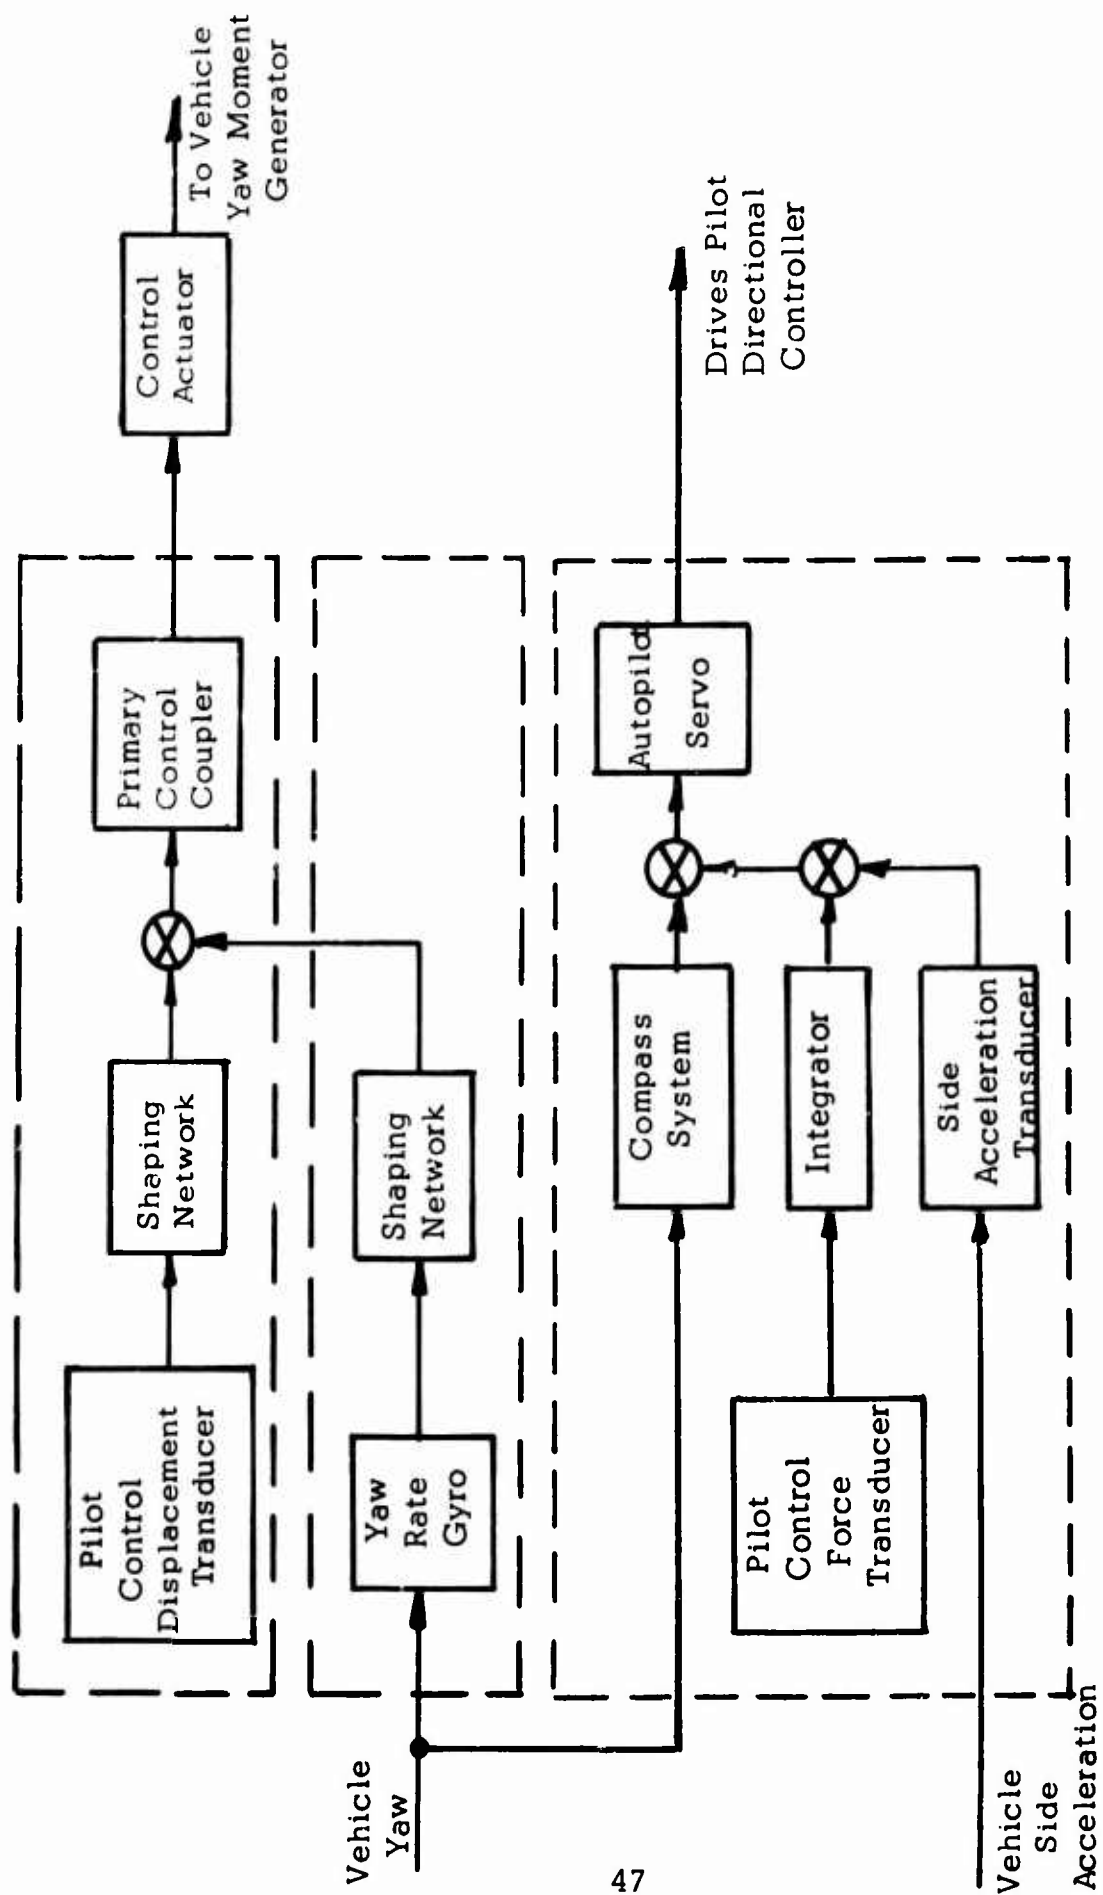 Pilot
Control
Displacement
Transducer
Shaping
Network
Primary
Control
Coupler
Control
Actuator
To Vehicle
Yaw Moment
Generator
Vehicle
Yaw
Yaw
Rate
Gyro
Shaping
Network
Compass
System
Autopilot
Servo
Drives Pilot
Directional
Controller
Pilot
Control
Force
Transducer
Integrator
Vehicle
Side
Acceleration
Side
Acceleration
Transducer
47